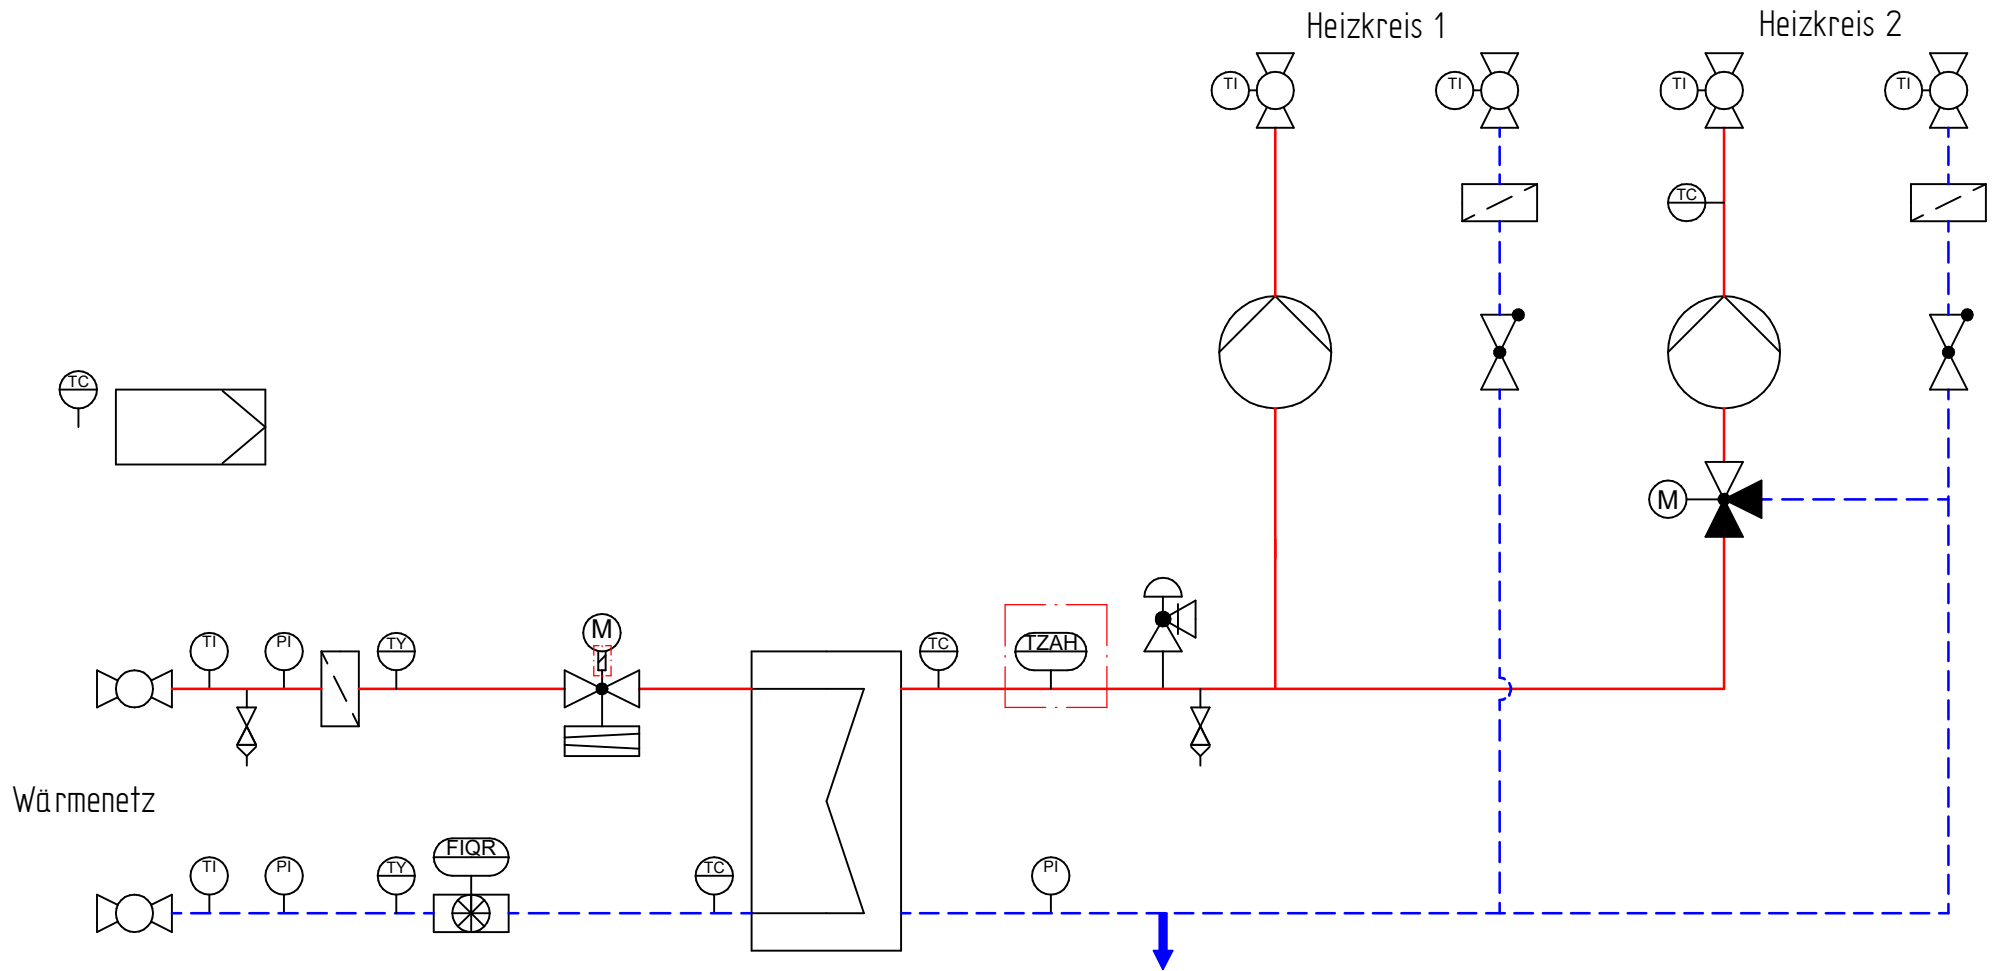 Heizkreis 1
Heizkreis 2
TI
TI
TI
TI
TC
TC
M
TI
PI
TY
M
TC
TZAH
Wärmenetz
TI
PI
TY
FIQR
TC
PI